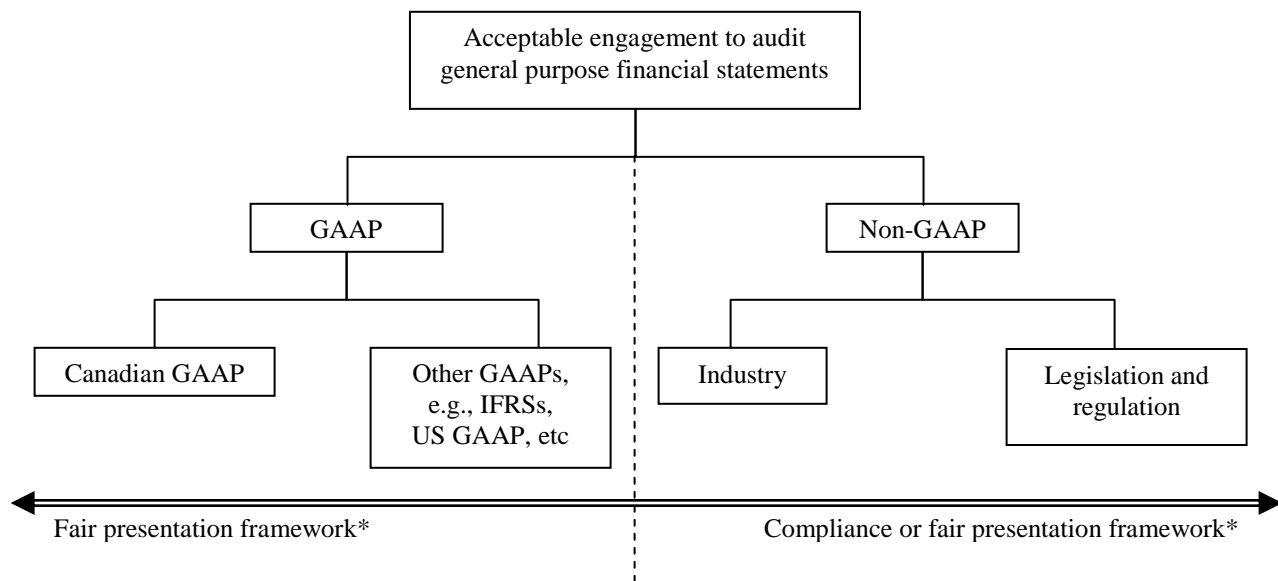 Acceptable engagement to audit
general purpose financial statements
GAAP
Non-GAAP
Canadian GAAP
Other GAAPs,
e.g., IFRSs,
US GAAP, etc
Industry
Legislation and
regulation
Fair presentation framework*
Compliance or fair presentation framework*